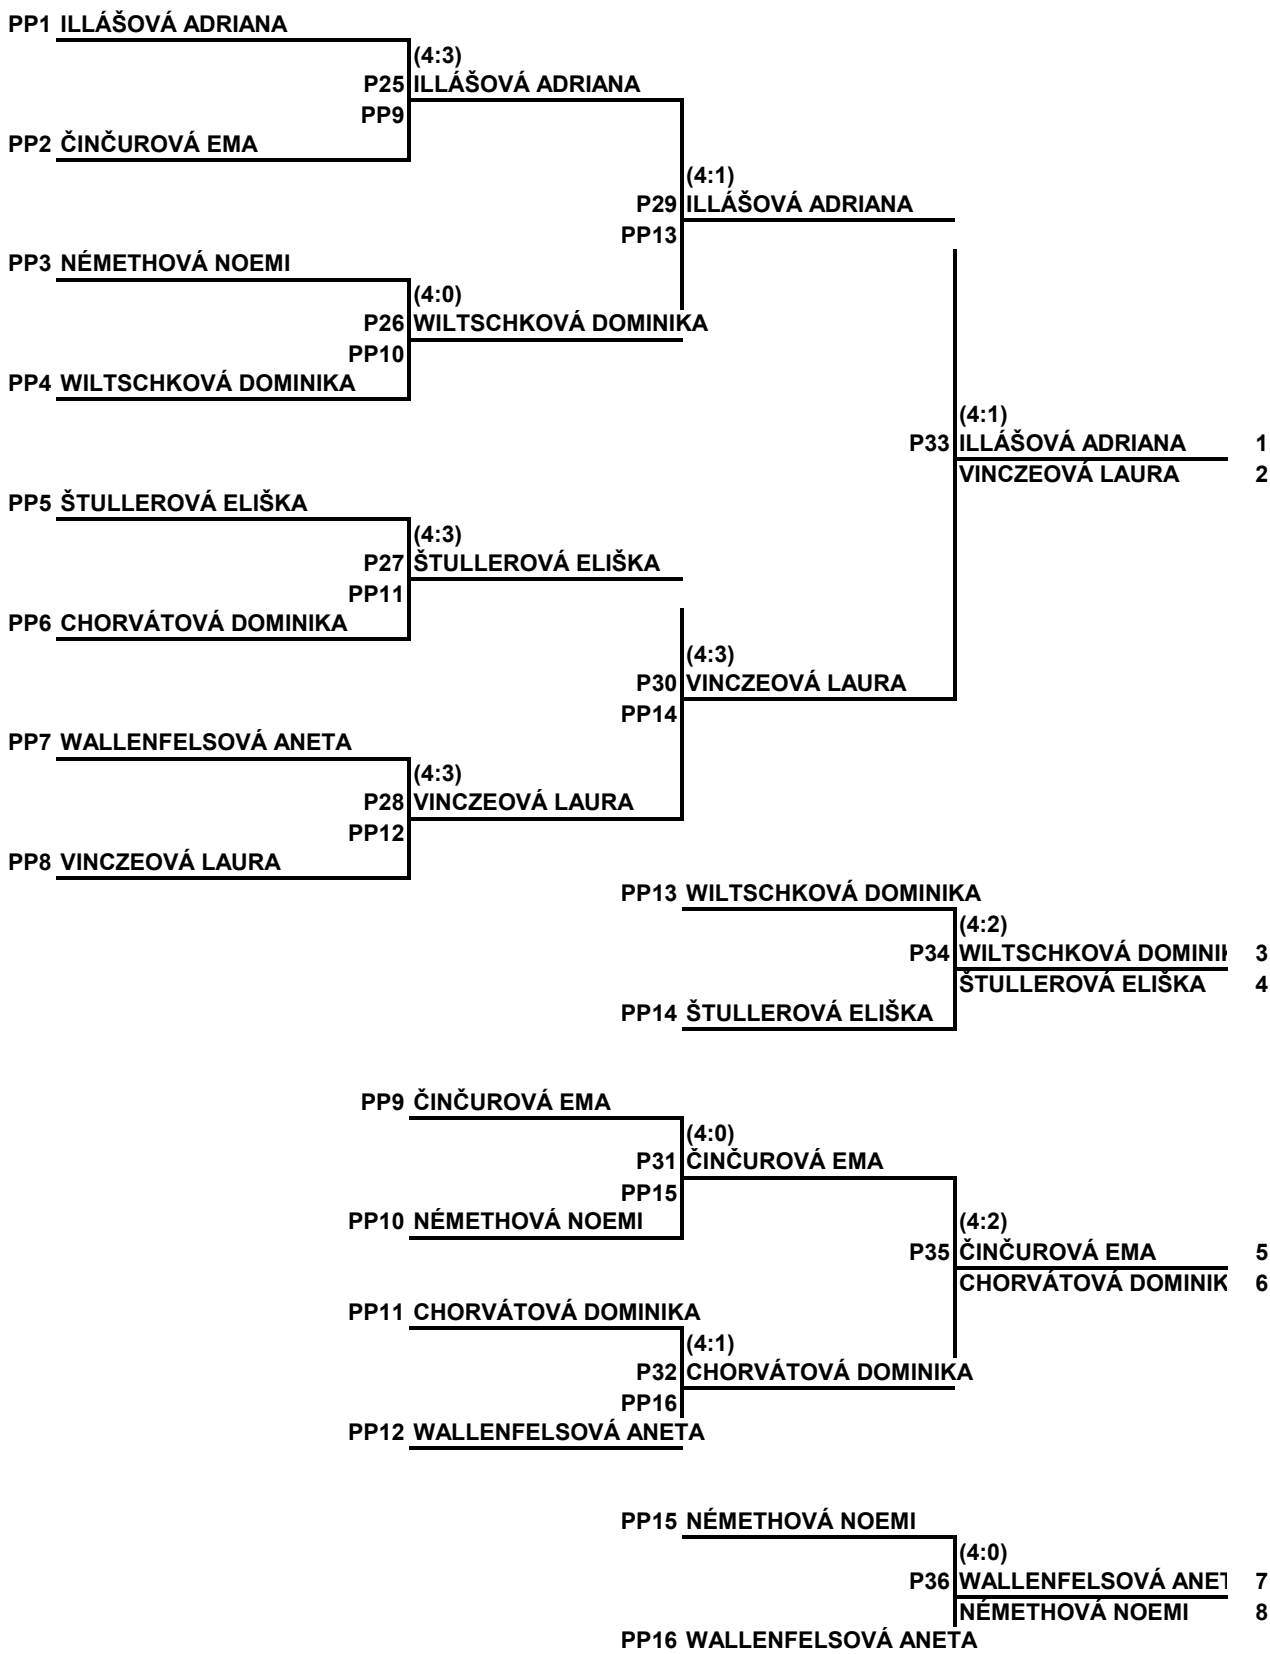 PP1 ILLÁŠOVÁ ADRIANA
(4:3)
P25 ILLÁŠOVÁ ADRIANA
PP9
PP2 ČINČUROVÁ EMA
(4:1)
P29 ILLÁŠOVÁ ADRIANA
PP13
PP3 NÉMETHOVÁ NOEMI
(4:0)
P26 WILTSCHKOVÁ DOMINIKA
PP10
PP4 WILTSCHKOVÁ DOMINIKA
(4:1)
P33 ILLÁŠOVÁ ADRIANA 1
VINCZEOVÁ LAURA 2
PP5 ŠTULLEROVÁ ELIŠKA
(4:3)
P27 ŠTULLEROVÁ ELIŠKA
PP11
PP6 CHORVÁTOVÁ DOMINIKA
(4:3)
P30 VINCZEOVÁ LAURA
PP14
PP7 WALLENFELSOVÁ ANETA
(4:3)
P28 VINCZEOVÁ LAURA
PP12
PP8 VINCZEOVÁ LAURA
PP13 WILTSCHKOVÁ DOMINIKA
(4:2)
P34 WILTSCHKOVÁ DOMINIK 3
ŠTULLEROVÁ ELIŠKA 4
PP14 ŠTULLEROVÁ ELIŠKA
PP9 ČINČUROVÁ EMA
(4:0)
P31 ČINČUROVÁ EMA
PP15
PP10 NÉMETHOVÁ NOEMI
(4:2)
P35 ČINČUROVÁ EMA 5
CHORVÁTOVÁ DOMINIK 6
PP11 CHORVÁTOVÁ DOMINIKA
(4:1)
P32 CHORVÁTOVÁ DOMINIKA
PP16
PP12 WALLENFELSOVÁ ANETA
PP15 NÉMETHOVÁ NOEMI
(4:0)
P36 WALLENFELSOVÁ ANET 7
NÉMETHOVÁ NOEMI 8
PP16 WALLENFELSOVÁ ANETA